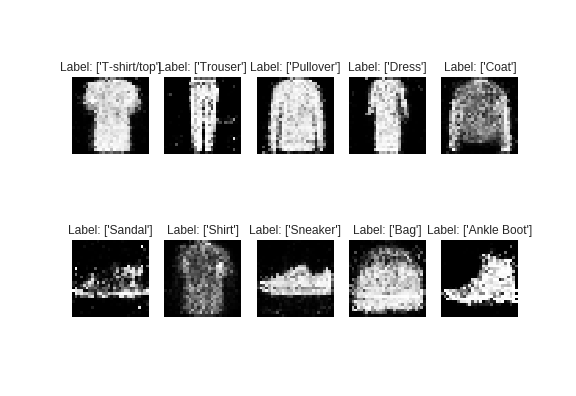 Label: ['T-shirt/top']
Label: ['Trouser']
Label: ['Pullover']
Label: ['Dress']
Label: ['Coat']
Label: ['Sandal']
Label: ['Shirt']
Label: ['Sneaker']
Label: ['Bag']
Label: ['Ankle Boot']